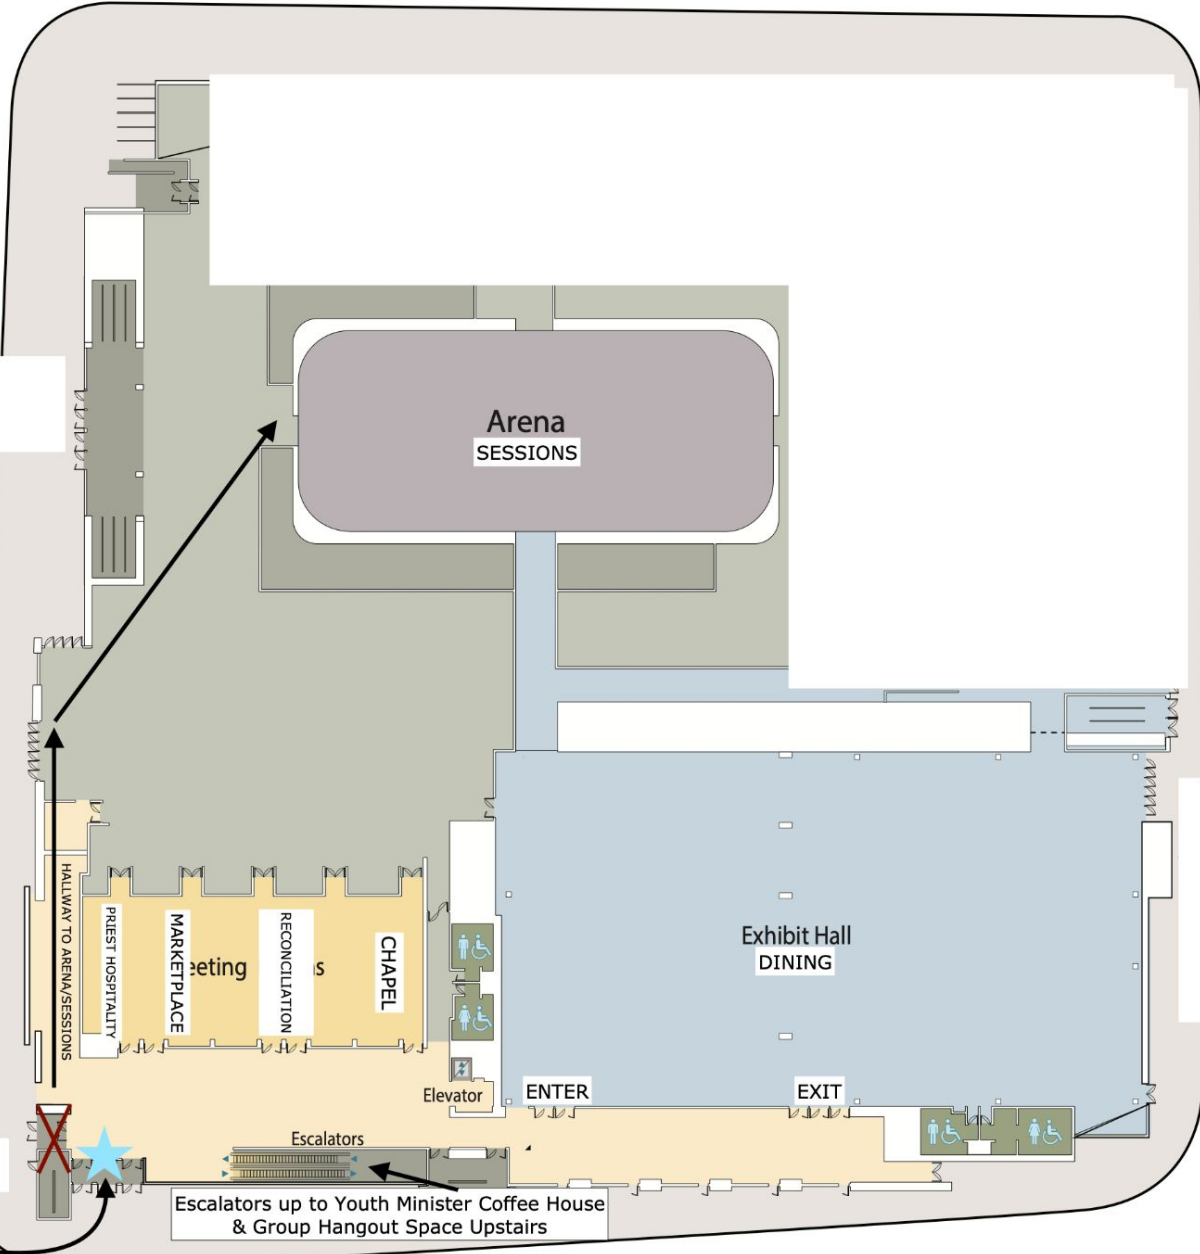 Arena
SESSIONS
HALLWAY TO ARENA/SESSIONS
PRIEST HOSPITALITY
MARKETPLACE
eeting
RECONCILIATION
s
CHAPEL
Exhibit Hall
DINING
Elevator
ENTER
EXIT
Escalators
Escalators up to Youth Minister Coffee House
& Group Hangout Space Upstairs